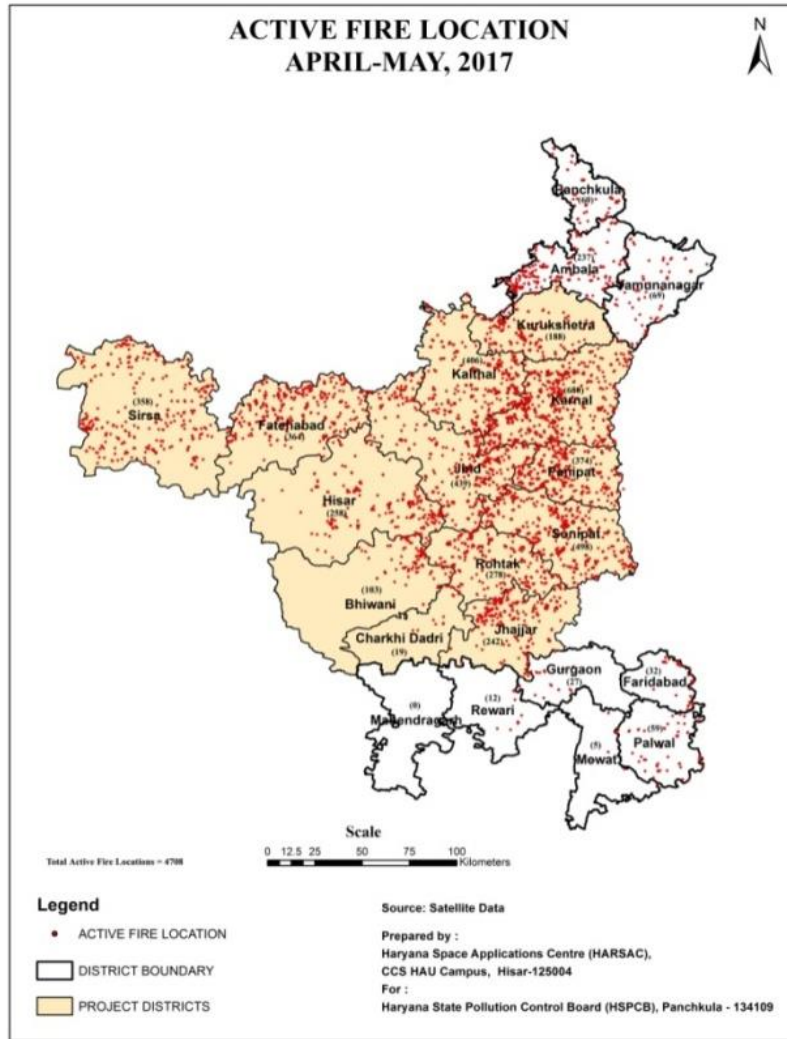 ACTIVE FIRE LOCATION
APRIL-MAY, 2017
N
Panchkula
(237)
Ambala
Yamunanagar
(69)
Kurukshetra
(188)
(406)
Kaithal
Karnal
(358)
Sirsa
Fatehabad
(364)
Jind
(439)
(374)
Panipat
Hisar
(258)
Sonipat
(498)
Rohtak
(270)
(103)
Bhiwani
Charkhi Dadri
(19)
Jhajjar
(242)
Gurgaon
(27)
(32)
Faridabad
(0)
Mahendragarh
(12)
Rewari
(5)
Mewat
(59)
Palwal
Scale
0 12.5 25 50 75 100
Kilometers
Total Active Fire Locations = 4708
Legend
ACTIVE FIRE LOCATION
DISTRICT BOUNDARY
PROJECT DISTRICTS
Source: Satellite Data
Prepared by :
Haryana Space Applications Centre (HARSAC),
CCS HAU Campus, Hisar-125004
For :
Haryana State Pollution Control Board (HSPCB), Panchkula - 134109